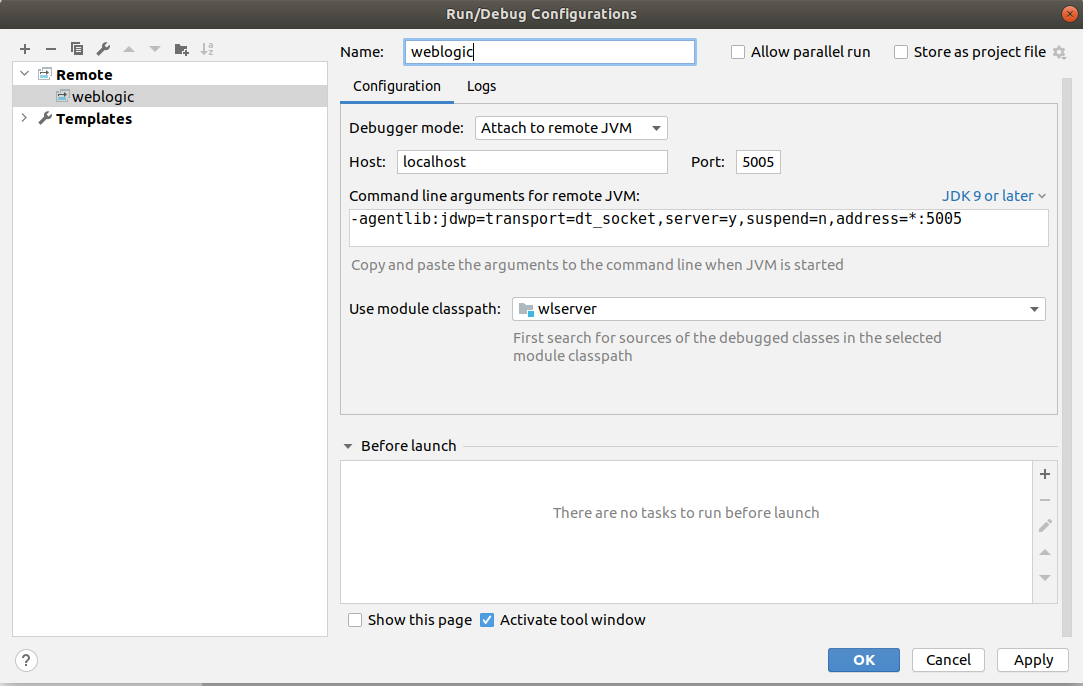 Run/Debug Configurations
Name: weblogic Allow parallel run Store as project file
Remote
weblogic
Templates
Configuration Logs
Debugger mode: Attach to remote JVM
Host: localhost Port: 5005
Command line arguments for remote JVM: JDK 9 or later
-agentlib:jdwp=transport=dt_socket,server=y,suspend=n,address=*:5005
Copy and paste the arguments to the command line when JVM is started
Use module classpath: wlserver
First search for sources of the debugged classes in the selected
module classpath
Before launch
There are no tasks to run before launch
Show this page Activate tool window
? OK Cancel Apply